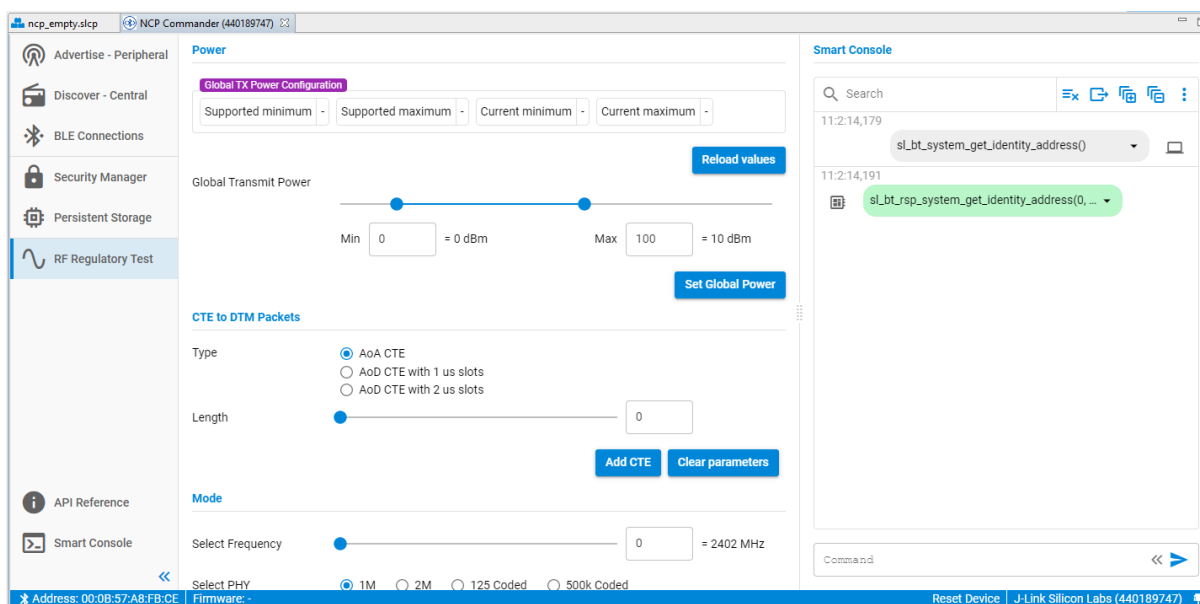 ncp_empty.slcp
NCP Commander (440189747)
Advertise - Peripheral
Discover - Central
BLE Connections
Security Manager
Persistent Storage
RF Regulatory Test
API Reference
Smart Console
Power
Global TX Power Configuration
Supported minimum - Supported maximum - Current minimum - Current maximum -
Reload values
Global Transmit Power
Min 0 = 0 dBm Max 100 = 10 dBm
Set Global Power
CTE to DTM Packets
Type AoA CTE
AoD CTE with 1 us slots
AoD CTE with 2 us slots
Length 0
Add CTE Clear parameters
Mode
Select Frequency 0 = 2402 MHz
Select PHY 1M 2M 125 Coded 500k Coded
Smart Console
Search
11:2:14,179
sl_bt_system_get_identity_address()
11:2:14,191
sl_bt_rsp_system_get_identity_address(0, ...
Command
Address: 00:0B:57:A8:FB:CE Firmware: - Reset Device J-Link Silicon Labs (440189747)